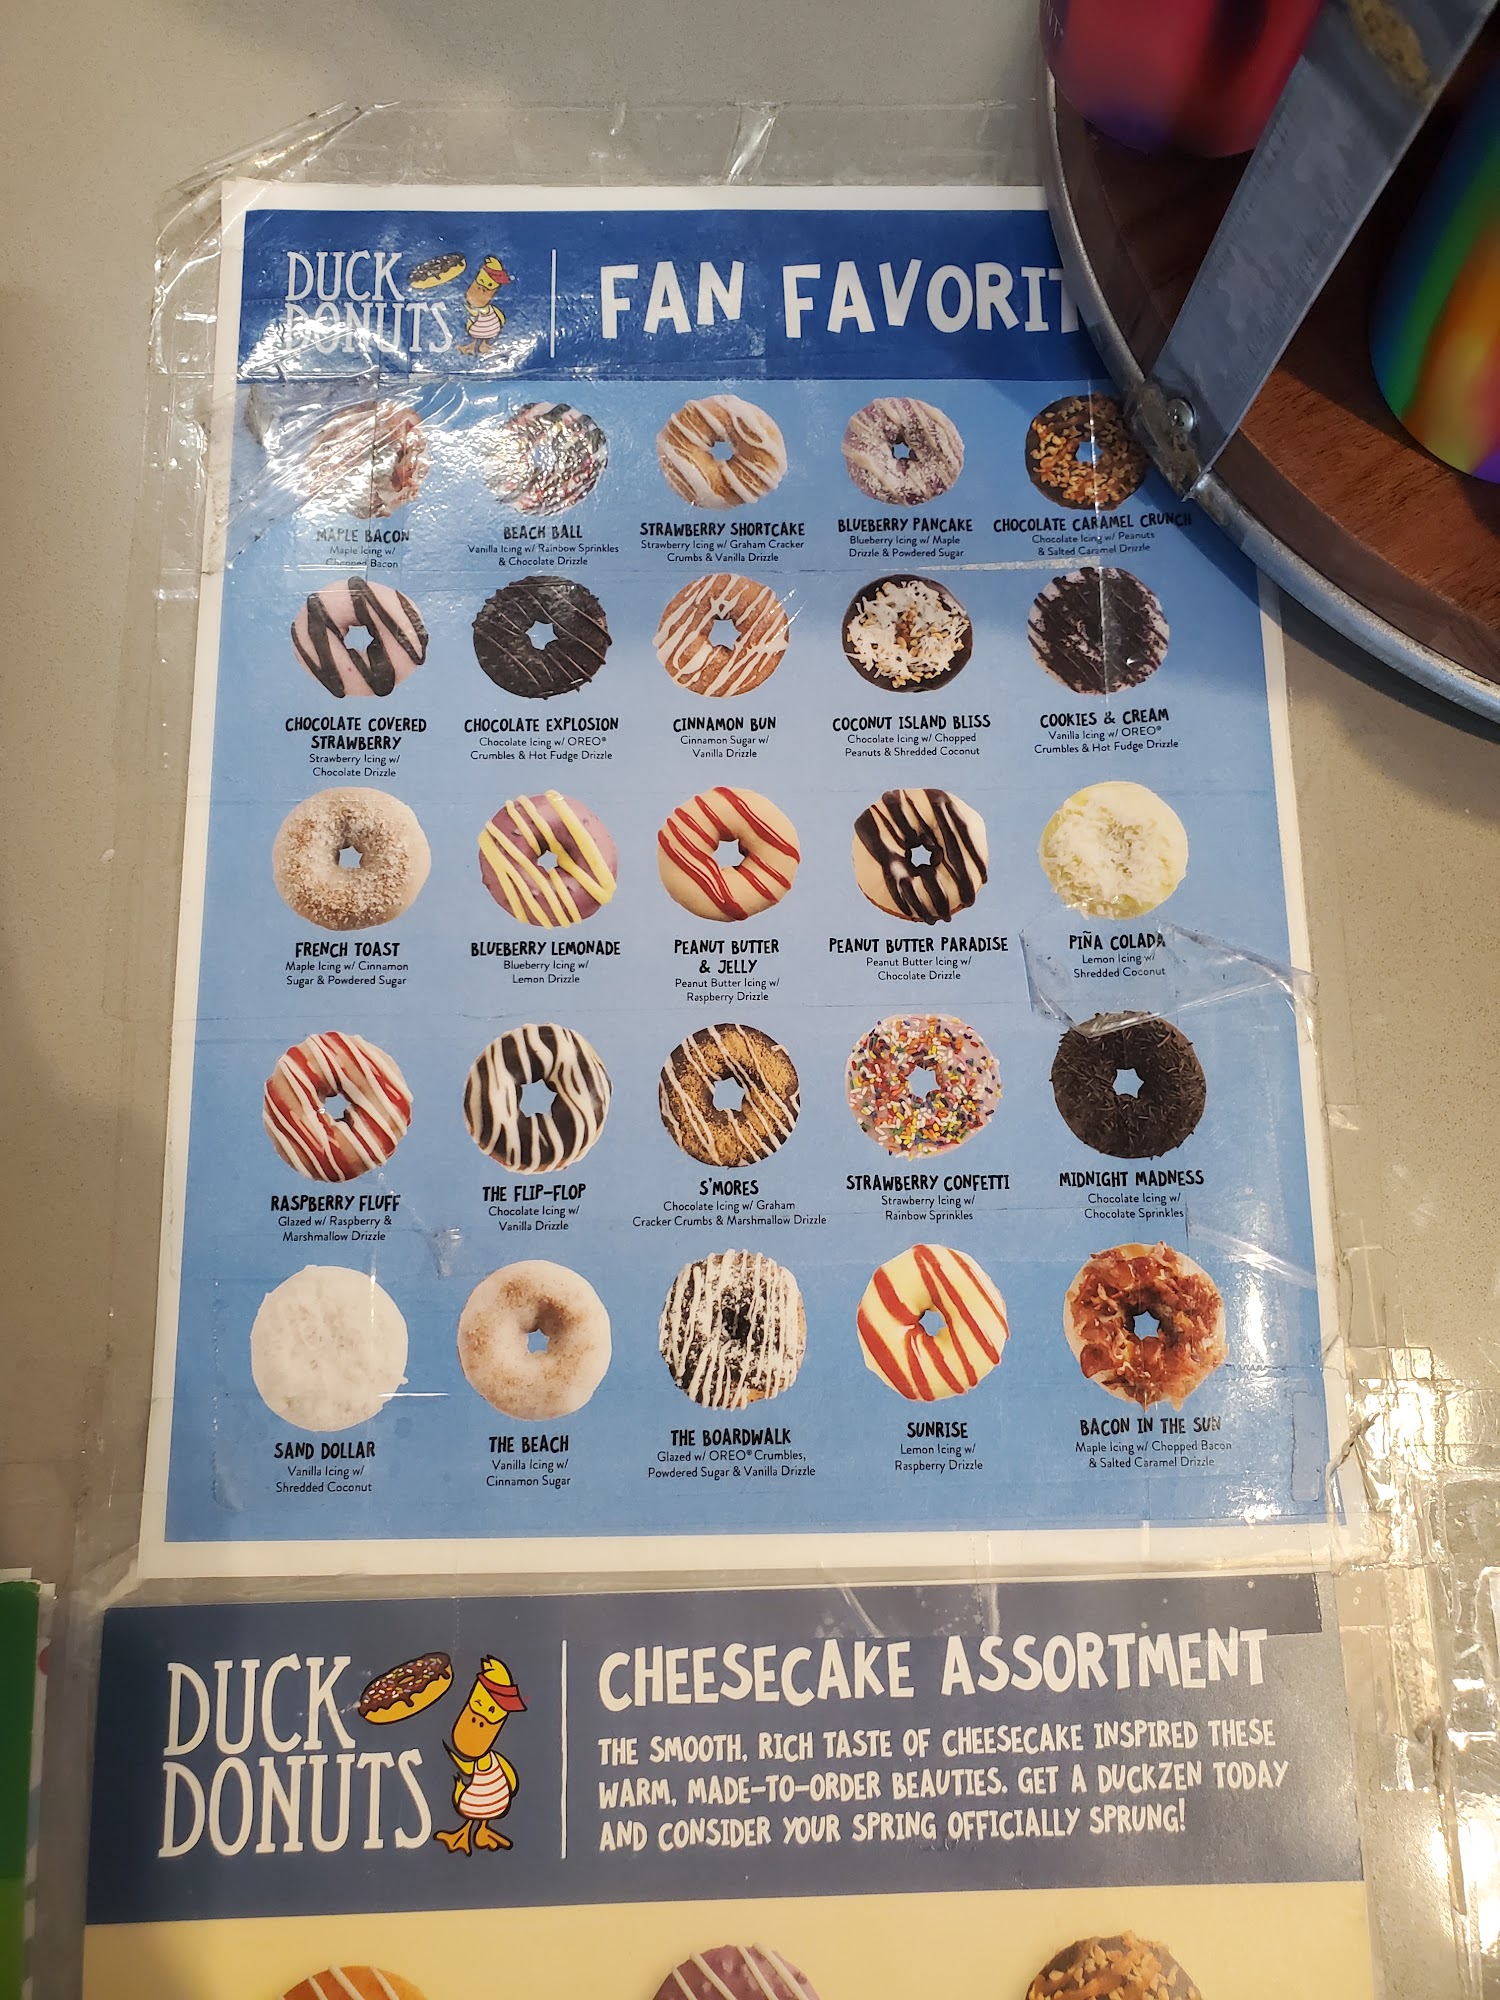 DUCK
DONUTS
FAN FAVORIT
MAPLE BACON
Maple Icing w/
Chopped Bacon
BEACH BALL
Vanilla Icing w/ Rainbow Sprinkles
& Chocolate Drizzle
STRAWBERRY SHORTCAKE
Strawberry Icing w/ Graham Cracker
Crumbs & Vanilla Drizzle
BLUEBERRY PANCAKE
Blueberry Icing w/ Maple
Drizzle & Powdered Sugar
CHOCOLATE CARAMEL CRUNCH
Chocolate Icing w/ Peanuts
& Salted Caramel Drizzle
CHOCOLATE COVERED
STRAWBERRY
Strawberry Icing w/
Chocolate Drizzle
CHOCOLATE EXPLOSION
Chocolate Icing w/ OREO®
Crumbles & Hot Fudge Drizzle
CINNAMON BUN
Cinnamon Sugar w/
Vanilla Drizzle
COCONUT ISLAND BLISS
Chocolate Icing w/ Chopped
Peanuts & Shredded Coconut
COOKIES & CREAM
Vanilla Icing w/ OREO®
Crumbles & Hot Fudge Drizzle
FRENCH TOAST
Maple Icing w/ Cinnamon
Sugar & Powdered Sugar
BLUEBERRY LEMONADE
Blueberry Icing w/
Lemon Drizzle
PEANUT BUTTER
& JELLY
Peanut Butter Icing w/
Raspberry Drizzle
PEANUT BUTTER PARADISE
Peanut Butter Icing w/
Chocolate Drizzle
PIÑA COLADA
Lemon Icing w/
Shredded Coconut
RASPBERRY FLUFF
Glazed w/ Raspberry &
Marshmallow Drizzle
THE FLIP-FLOP
Chocolate Icing w/
Vanilla Drizzle
S'MORES
Chocolate Icing w/ Graham
Cracker Crumbs & Marshmallow Drizzle
STRAWBERRY CONFETTI
Strawberry Icing w/
Rainbow Sprinkles
MIDNIGHT MADNESS
Chocolate Icing w/
Chocolate Sprinkles
SAND DOLLAR
Vanilla Icing w/
Shredded Coconut
THE BEACH
Vanilla Icing w/
Cinnamon Sugar
THE BOARDWALK
Glazed w/ OREO® Crumbles,
Powdered Sugar & Vanilla Drizzle
SUNRISE
Lemon Icing w/
Raspberry Drizzle
BACON IN THE SUN
Maple Icing w/ Chopped Bacon
& Salted Caramel Drizzle
DUCK
DONUTS
CHEESECAKE ASSORTMENT
THE SMOOTH, RICH TASTE OF CHEESECAKE INSPIRED THESE
WARM, MADE-TO-ORDER BEAUTIES. GET A DUCKZEN TODAY
AND CONSIDER YOUR SPRING OFFICIALLY SPRUNG!